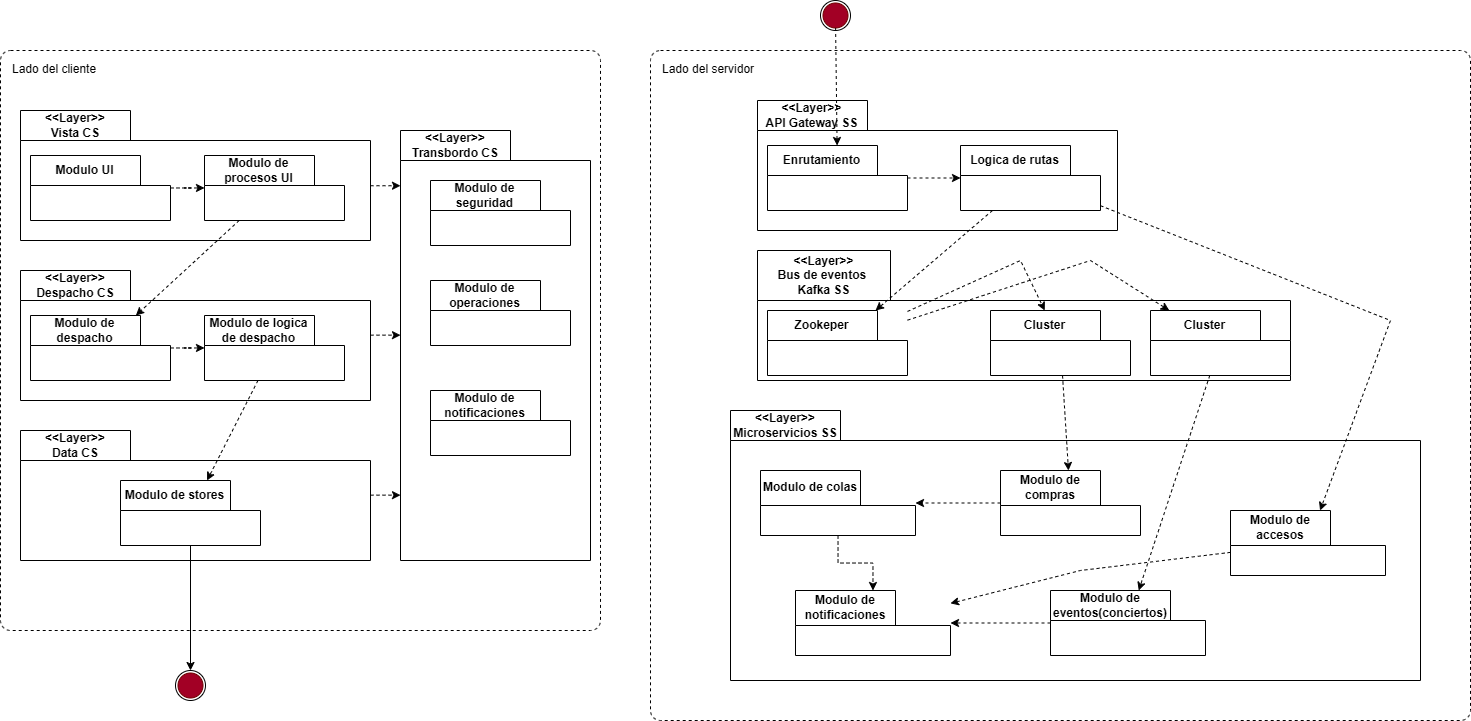 Lado del cliente
<<Layer>>
Vista CS
Modulo UI
Modulo de
procesos UI
<<Layer>>
Despacho CS
Modulo de
despacho
Modulo de logica
de despacho
<<Layer>>
Data CS
Modulo de stores
<<Layer>>
Transbordo CS
Modulo de
seguridad
Modulo de
operaciones
Modulo de
notificaciones
Lado del servidor
<<Layer>>
API Gateway SS
Enrutamiento
Logica de rutas
<<Layer>>
Bus de eventos
Kafka SS
Zookeper
Cluster
Cluster
<<Layer>>
Microservicios SS
Modulo de colas
Modulo de
compras
Modulo de
accesos
Modulo de
notificaciones
Modulo de
eventos(conciertos)